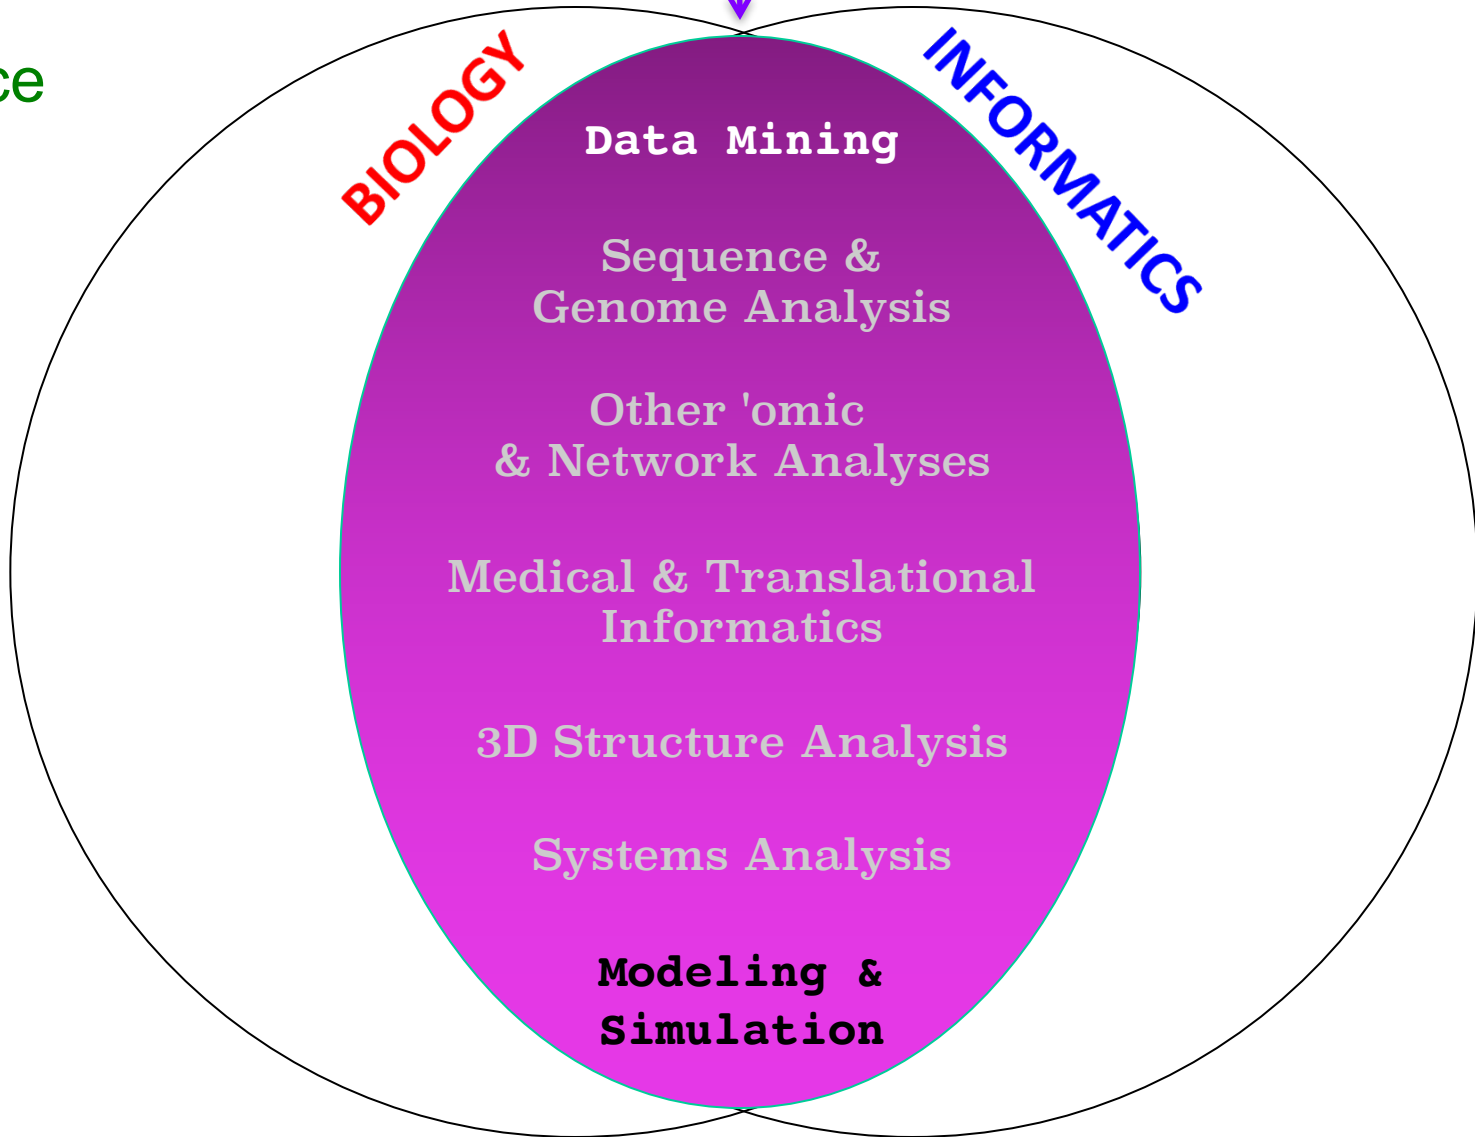 ce
BIOLOGY
INFORMATICS
Data Mining
Sequence &
Genome Analysis
Other 'omic
& Network Analyses
Medical & Translational
Informatics
3D Structure Analysis
Systems Analysis
Modeling &
Simulation